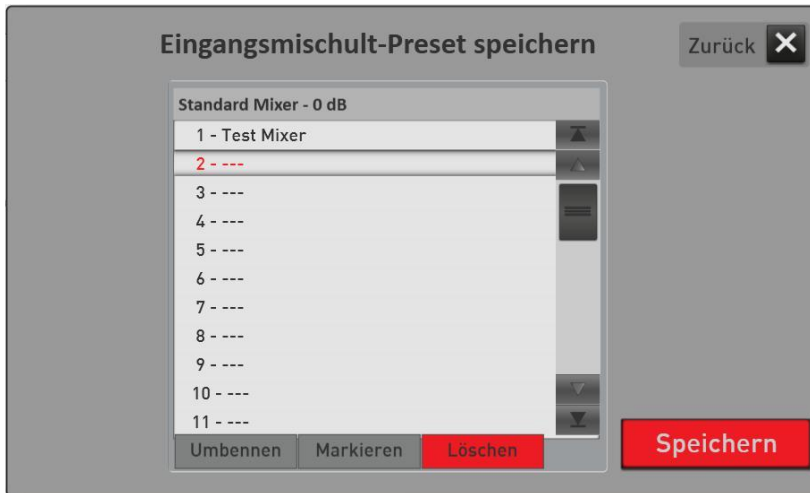 Eingangsmischult-Preset speichern
Zurück
Standard Mixer - 0 dB
1 - Test Mixer
2 - ---
3 - ---
4 - ---
5 - ---
6 - ---
7 - ---
8 - ---
9 - ---
10 - ---
11 - ---
Umbennen Markieren Löschen
Speichern